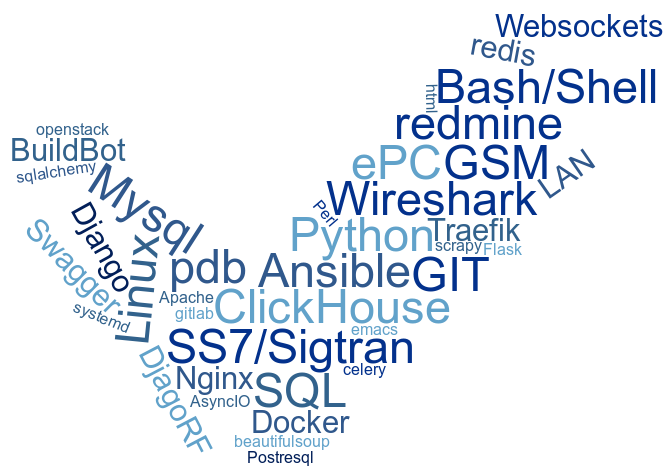 Websockets
redis
Bash/Shell
html
redmine
openstack
BuildBot
ePC
GSM
LAN
sqlalchemy
Mysql
Wireshark
Perl
Django
Swagger
Linux
Python
Traefik
scrapy
Flask
pdb
Ansible
GIT
Apache
gitlab
ClickHouse
systemd
emacs
SS7/Sigtran
DjagoRF
Nginx
celery
AsyncIO
SQL
Docker
beautifulsoup
Postresql